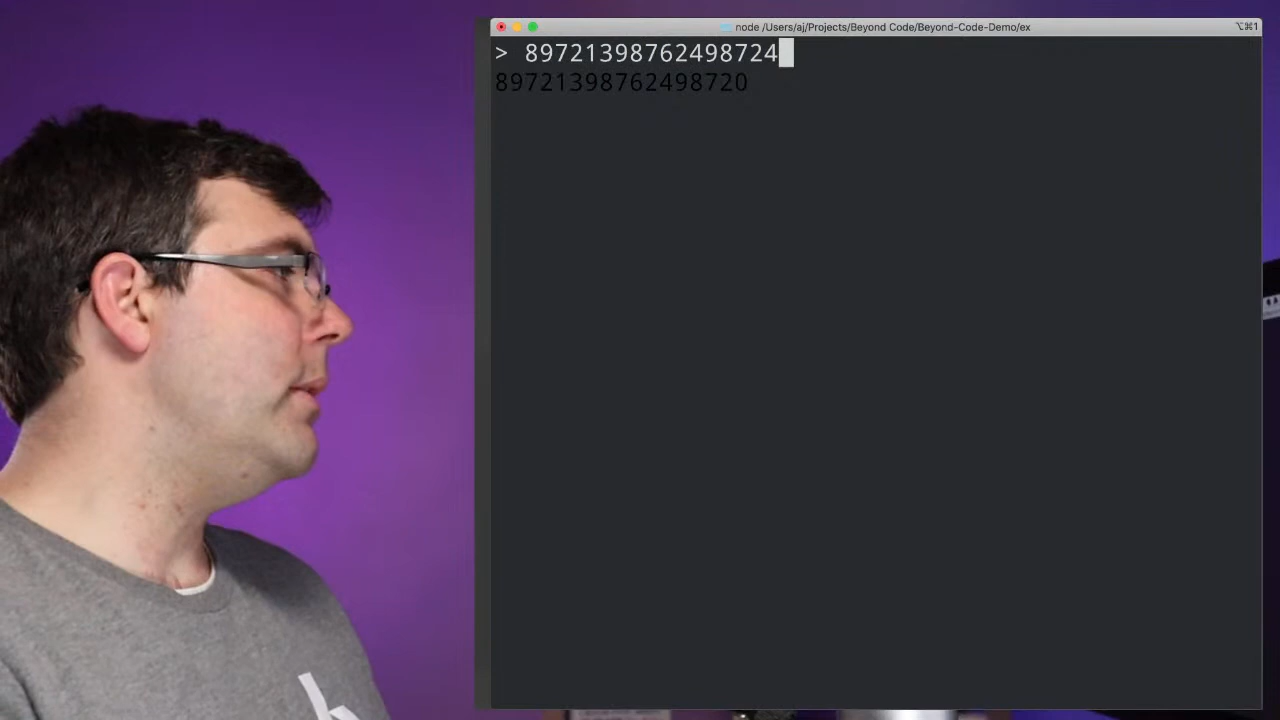 node /Users/aj/Projects/Beyond Code/Beyond-Code-Demo/ex
⌥⌘1
> 89721398762498724
89721398762498720